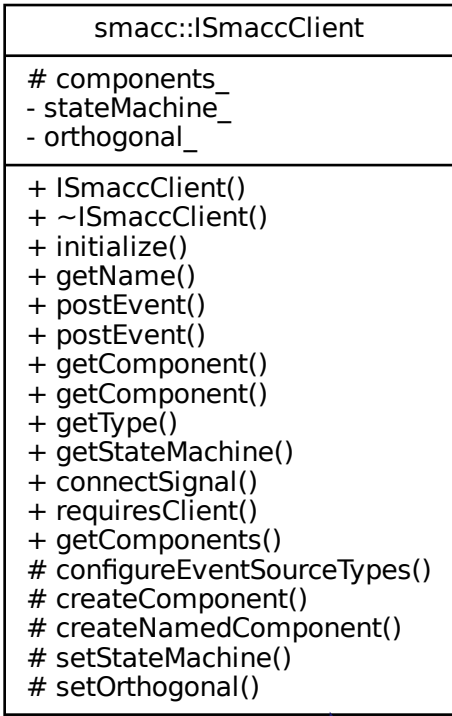 smacc::ISmaccClient
# components_
- stateMachine_
- orthogonal_
+ ISmaccClient()
+ ~ISmaccClient()
+ initialize()
+ getName()
+ postEvent()
+ postEvent()
+ getComponent()
+ getComponent()
+ getType()
+ getStateMachine()
+ connectSignal()
+ requiresClient()
+ getComponents()
# configureEventSourceTypes()
# createComponent()
# createNamedComponent()
# setStateMachine()
# setOrthogonal()